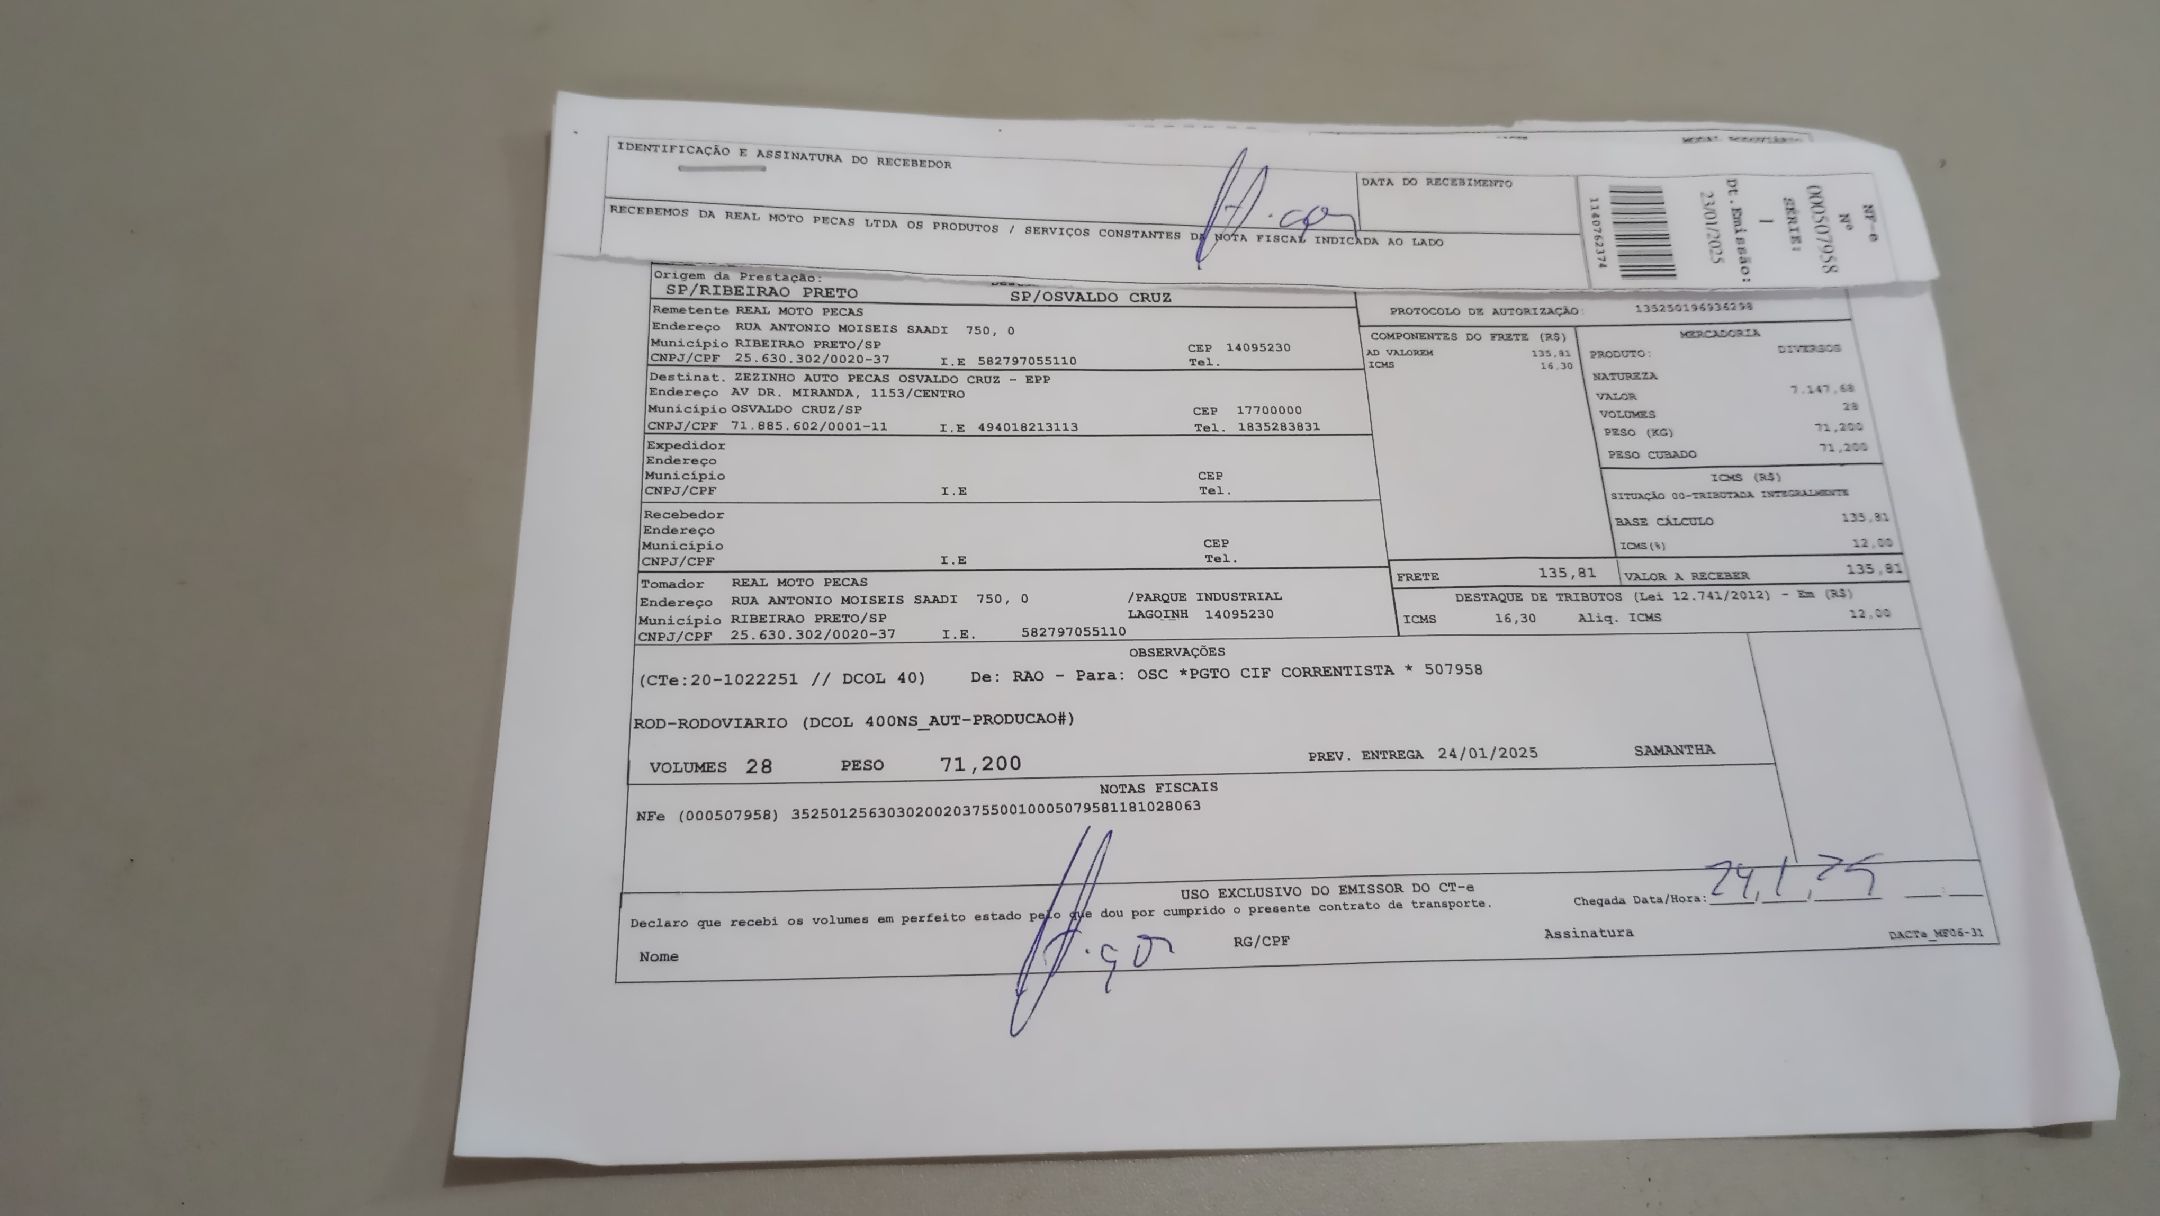 IDENTIFICAÇÃO E ASSINATURA DO RECEBEDOR
DATA DO RECEBIMENTO
RECEBEMOS DA REAL MOTO PECAS LTDA OS PRODUTOS / SERVIÇOS CONSTANTES DA NOTA FISCAL INDICADA AO LADO
1140762374
Dt. Emissão:
23/01/2025
SÉRIE:
1
NF-e
Nº
000507958
Origem da Prestação:
SP/RIBEIRAO PRETO
SP/OSVALDO CRUZ
PROTOCOLO DE AUTORIZAÇÃO: 135250196936298
Remetente REAL MOTO PECAS
Endereço RUA ANTONIO MOISEIS SAADI 750, 0
Município RIBEIRAO PRETO/SP CEP 14095230
CNPJ/CPF 25.630.302/0020-37 I.E 582797055110 Tel.
Destinat. ZEZINHO AUTO PECAS OSVALDO CRUZ - EPP
Endereço AV DR. MIRANDA, 1153/CENTRO
Município OSVALDO CRUZ/SP CEP 17700000
CNPJ/CPF 71.885.602/0001-11 I.E 494018213113 Tel. 1835283831
Expedidor
Endereço
Município CEP
CNPJ/CPF I.E Tel.
Recebedor
Endereço
Município CEP
CNPJ/CPF I.E Tel.
Tomador REAL MOTO PECAS
Endereço RUA ANTONIO MOISEIS SAADI 750, 0 /PARQUE INDUSTRIAL
Município RIBEIRAO PRETO/SP LAGOINH 14095230
CNPJ/CPF 25.630.302/0020-37 I.E. 582797055110
COMPONENTES DO FRETE (R$)
AD VALOREM 135,81
ICMS 16,30
MERCADORIA
PRODUTO: DIVERSOS
NATUREZA
VALOR 7.147,68
VOLUMES 28
PESO (KG) 71,200
PESO CUBADO 71,200
ICMS (R$)
SITUAÇÃO 00-TRIBUTADA INTEGRALMENTE
BASE CÁLCULO 135,81
ICMS(%) 12,00
FRETE 135,81 VALOR A RECEBER 135,81
DESTAQUE DE TRIBUTOS (Lei 12.741/2012) - Em (R$)
ICMS 16,30 Aliq. ICMS 12,00
OBSERVAÇÕES
(CTe:20-1022251 // DCOL 40) De: RAO - Para: OSC *PGTO CIF CORRENTISTA * 507958
ROD-RODOVIARIO (DCOL 400NS_AUT-PRODUCAO#)
VOLUMES 28 PESO 71,200 PREV. ENTREGA 24/01/2025 SAMANTHA
NOTAS FISCAIS
NFe (000507958) 35250125630302002037550010005079581181028063
USO EXCLUSIVO DO EMISSOR DO CT-e
Declaro que recebi os volumes em perfeito estado pelo que dou por cumprido o presente contrato de transporte.
Chegada Data/Hora: 24/1/25
Nome RG/CPF Assinatura
DACTe_MF06-31